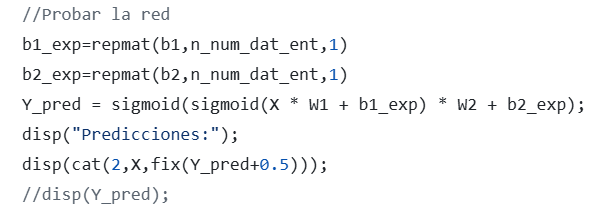 //Probar la red
b1_exp=repmat(b1,n_num_dat_ent,1)
b2_exp=repmat(b2,n_num_dat_ent,1)
Y_pred = sigmoid(sigmoid(X * W1 + b1_exp) * W2 + b2_exp);
disp("Predicciones:");
disp(cat(2,X,fix(Y_pred+0.5)));
//disp(Y_pred);